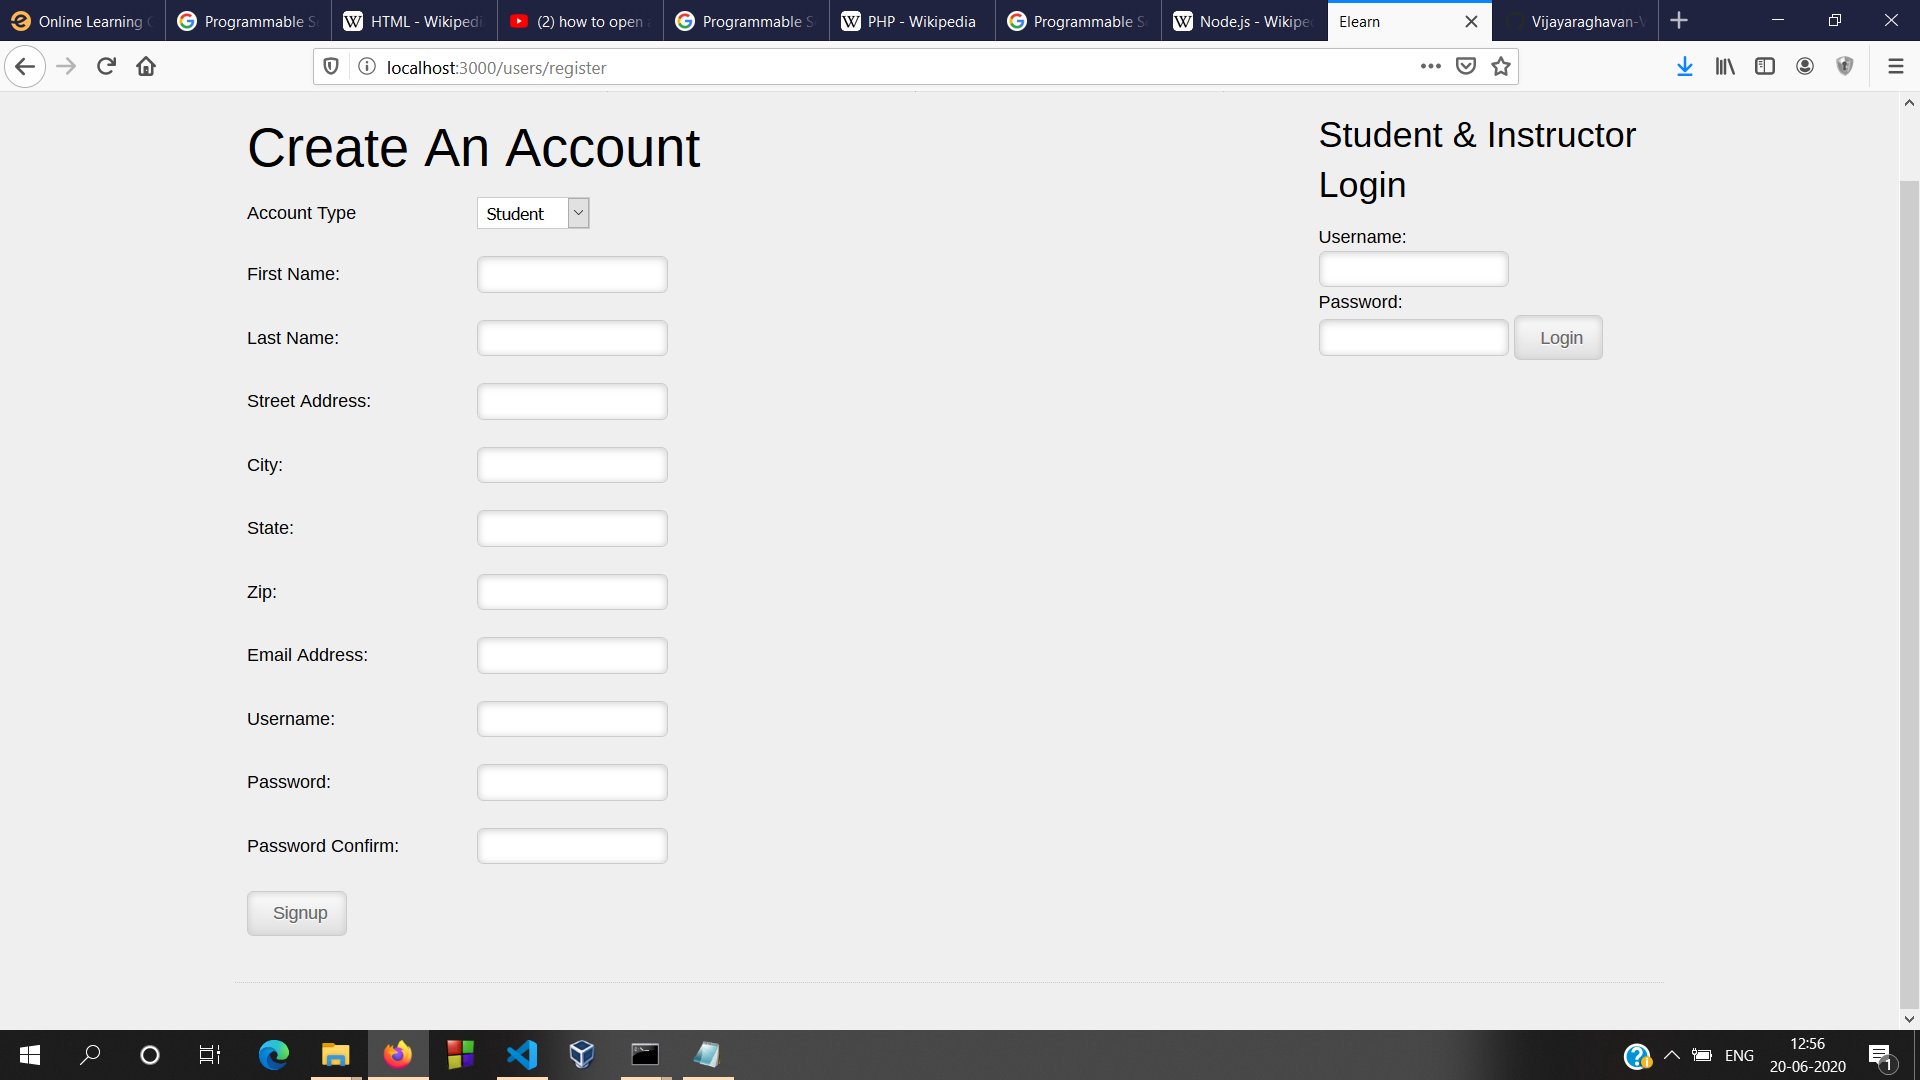 Online Learning
Programmable S
HTML - Wikipedi
(2) how to open
Programmable S
PHP - Wikipedia
Programmable S
Node.js - Wikipe
Elearn
Vijayaraghavan-V
localhost:3000/users/register
Create An Account
Account Type
Student
First Name:
Last Name:
Street Address:
City:
State:
Zip:
Email Address:
Username:
Password:
Password Confirm:
Signup
Student & Instructor
Login
Username:
Password:
Login
ENG
12:56
20-06-2020
1